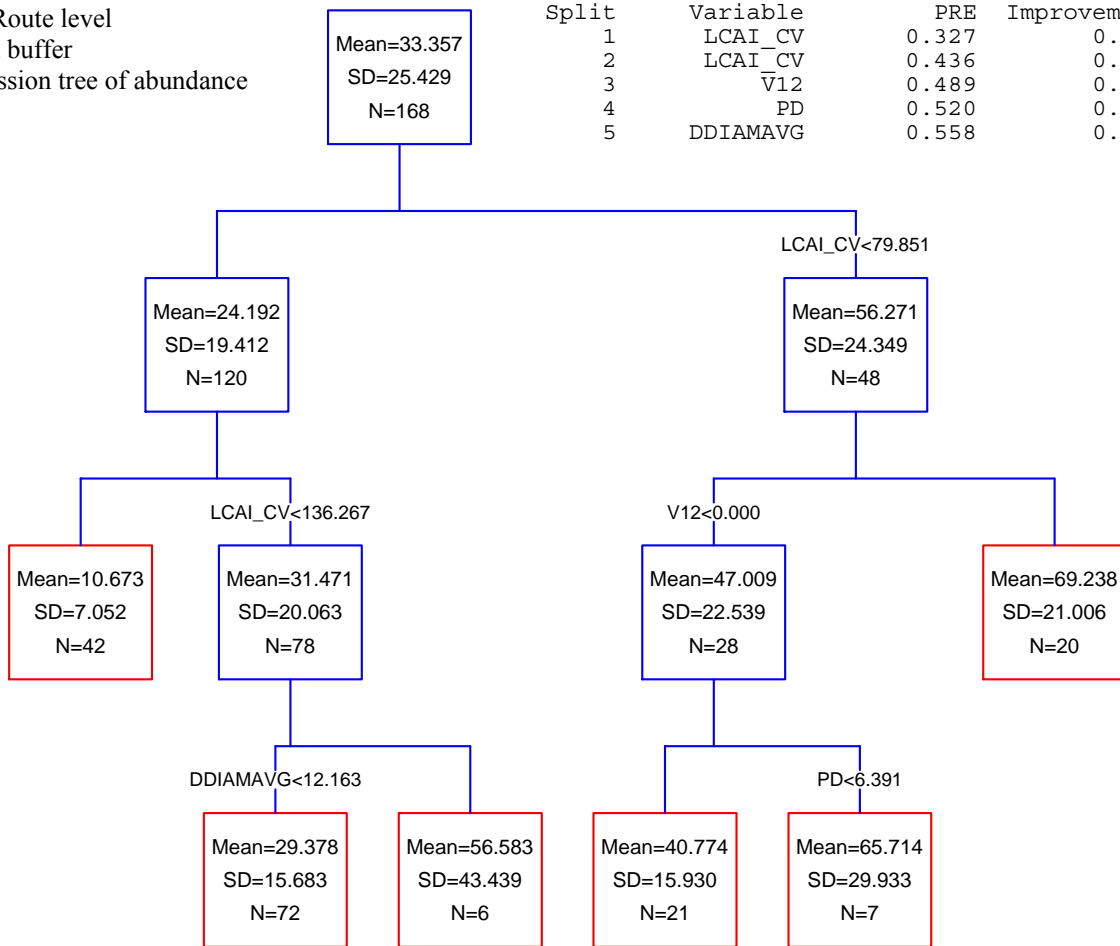 Route level
buffer
ssion tree of abundance
Split Variable PRE Improvem
1 LCAI_CV 0.327 0.
2 LCAI_CV 0.436 0.
3 V12 0.489 0.
4 PD 0.520 0.
5 DDIAMAVG 0.558 0.
Mean=33.357
SD=25.429
N=168
LCAI_CV<79.851
Mean=24.192
SD=19.412
N=120
Mean=56.271
SD=24.349
N=48
LCAI_CV<136.267
V12<0.000
Mean=10.673
SD=7.052
N=42
Mean=31.471
SD=20.063
N=78
Mean=47.009
SD=22.539
N=28
Mean=69.238
SD=21.006
N=20
DDIAMAVG<12.163
PD<6.391
Mean=29.378
SD=15.683
N=72
Mean=56.583
SD=43.439
N=6
Mean=40.774
SD=15.930
N=21
Mean=65.714
SD=29.933
N=7